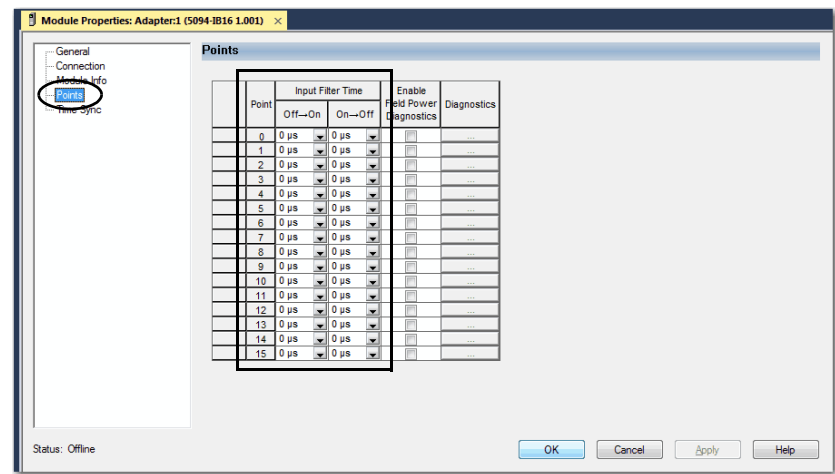 Module Properties: Adapter:1 (5094-IB16 1.001) ×
General
Connection
Module Info
Points
Time Sync
Points
Point Input Filter Time Enable Field Power Diagnostics Diagnostics
Off→On On→Off
0 0 µs 0 µs ...
1 0 µs 0 µs ...
2 0 µs 0 µs ...
3 0 µs 0 µs ...
4 0 µs 0 µs ...
5 0 µs 0 µs ...
6 0 µs 0 µs ...
7 0 µs 0 µs ...
8 0 µs 0 µs ...
9 0 µs 0 µs ...
10 0 µs 0 µs ...
11 0 µs 0 µs ...
12 0 µs 0 µs ...
13 0 µs 0 µs ...
14 0 µs 0 µs ...
15 0 µs 0 µs ...
Status: Offline
OK Cancel Apply Help